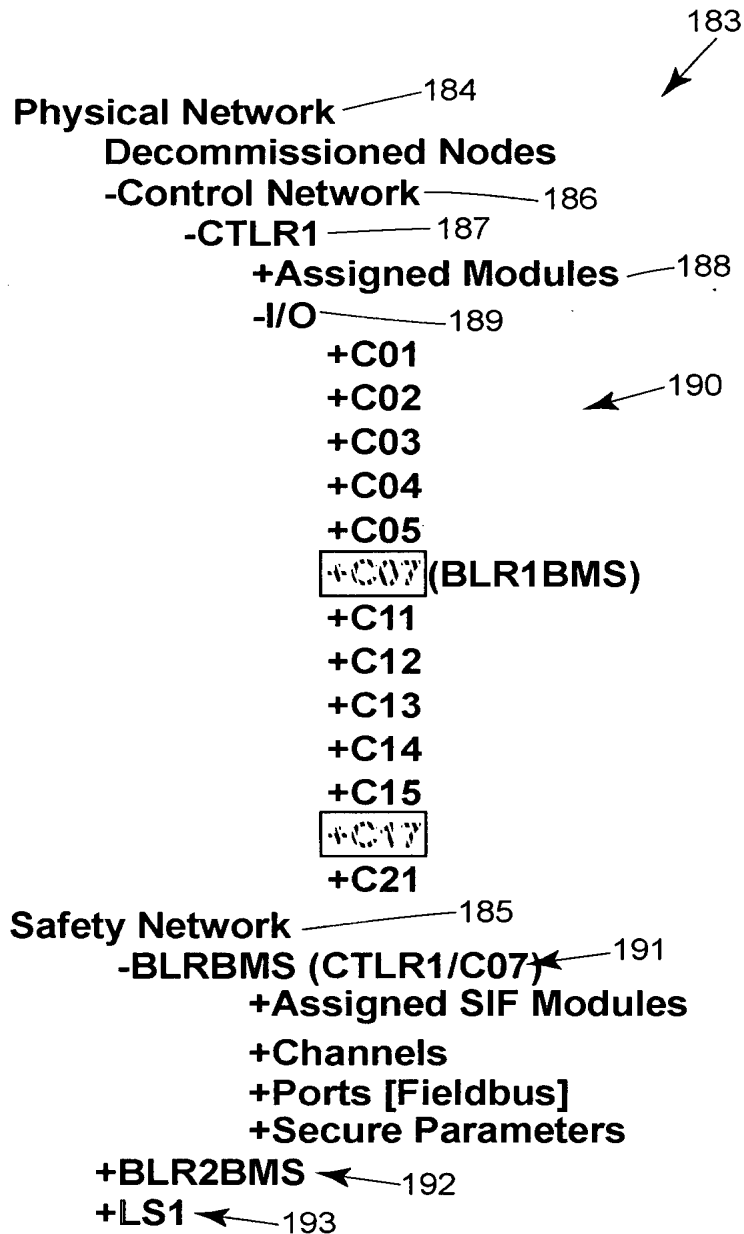 183
Physical Network 184
Decommissioned Nodes
-Control Network 186
-CTLR1 187
+Assigned Modules 188
-I/O 189
+C01
+C02 190
+C03
+C04
+C05
+C07 (BLR1BMS)
+C11
+C12
+C13
+C14
+C15
+C17
+C21
Safety Network 185
-BLRBMS (CTLR1/C07) 191
+Assigned SIF Modules
+Channels
+Ports [Fieldbus]
+Secure Parameters
+BLR2BMS 192
+LS1 193